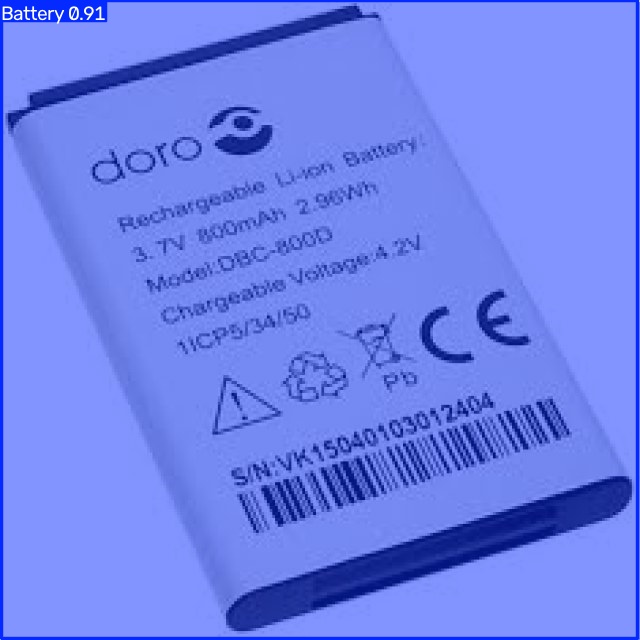 Battery 0.91
doro
Rechargeable Li-ion Battery:
3.7V 800mAh 2.96Wh
Model:DBC-800D
Chargeable Voltage:4.2V
1ICP5/34/50
Pb
CE
S/N:VK15040103012404